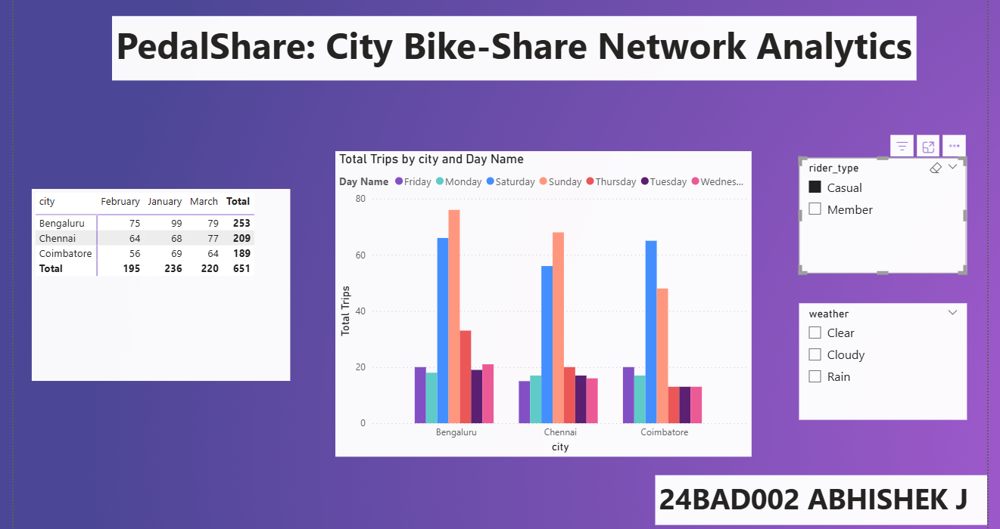 PedalShare: City Bike-Share Network Analytics
city February January March Total
Bengaluru 75 99 79 253
Chennai 64 68 77 209
Coimbatore 56 69 64 189
Total 195 236 220 651
Total Trips by city and Day Name
Day Name Friday Monday Saturday Sunday Thursday Tuesday Wednes...
80
60
40
20
0
Total Trips
Bengaluru Chennai Coimbatore
city
rider_type
Casual
Member
weather
Clear
Cloudy
Rain
24BAD002 ABHISHEK J